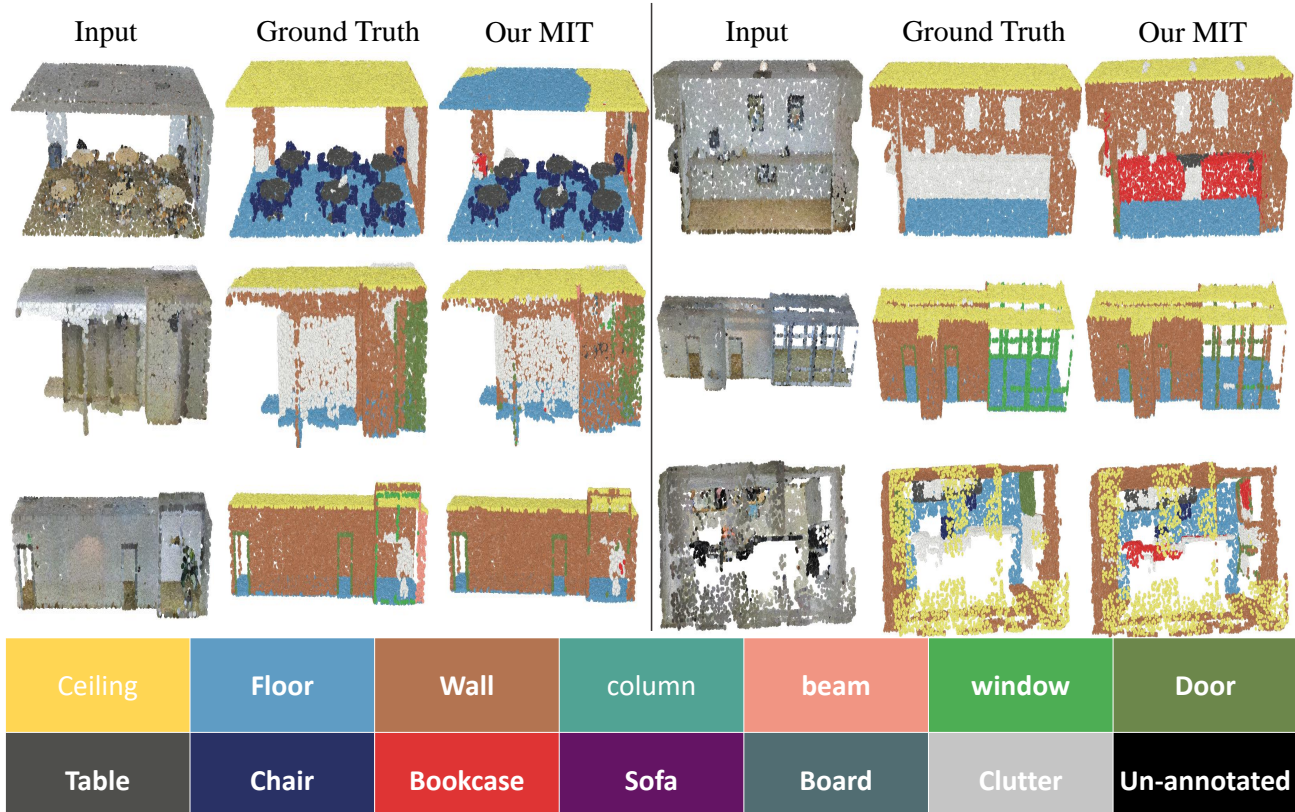 Input Ground Truth Our MIT Input Ground Truth Our MIT
Ceiling Floor Wall column beam window Door
Table Chair Bookcase Sofa Board Clutter Un-annotated